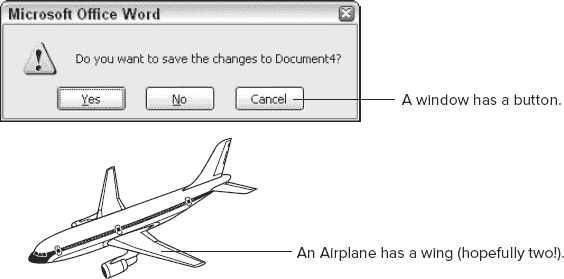 Microsoft Office Word
Do you want to save the changes to Document4?
Yes No Cancel
A window has a button.
An Airplane has a wing (hopefully two!).